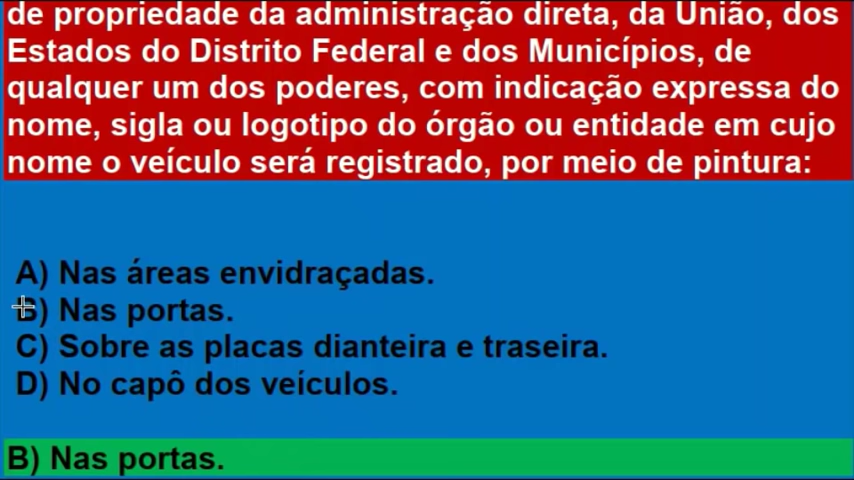 de propriedade da administração direta, da União, dos
Estados do Distrito Federal e dos Municípios, de
qualquer um dos poderes, com indicação expressa do
nome, sigla ou logotipo do órgão ou entidade em cujo
nome o veículo será registrado, por meio de pintura:
A) Nas áreas envidraçadas.
B) Nas portas.
C) Sobre as placas dianteira e traseira.
D) No capô dos veículos.
B) Nas portas.